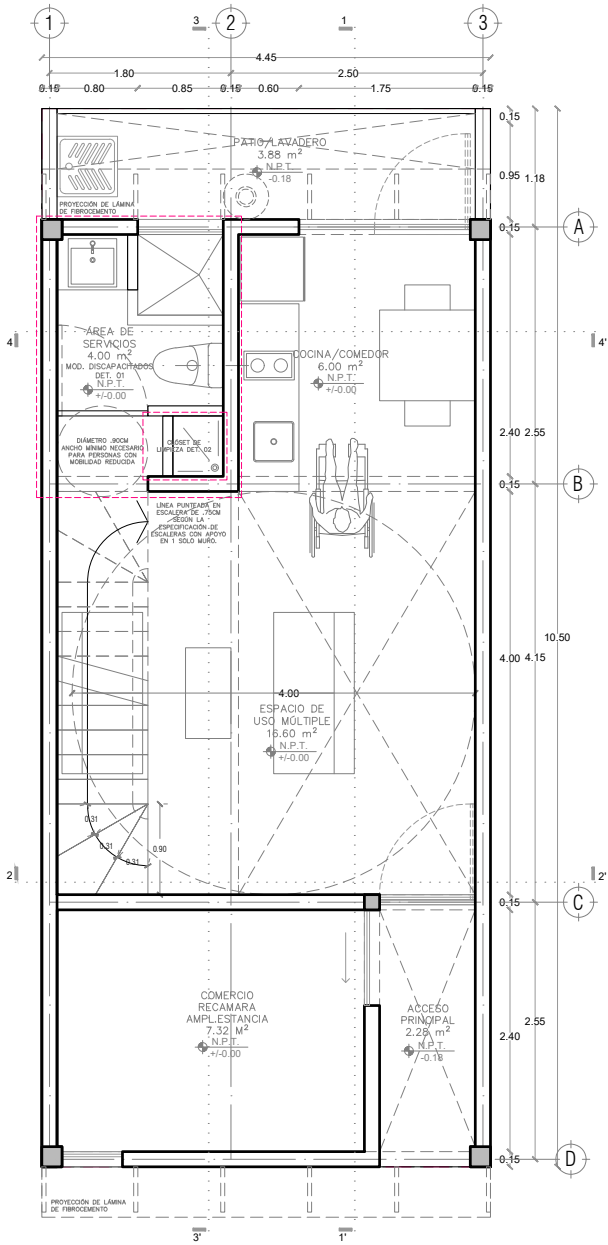 1
3
2
1
3
4.45
1.80
2.50
0.15
0.80
0.85
0.15
0.60
1.75
0.15
0.15
PATIO/LAVADERO
3.88 m²
N.P.T.
-0.18
0.95
1.18
PROYECCIÓN DE LÁMINA
DE FIBROCEMENTO
0.15
A
ÁREA DE
SERVICIOS
4.00 m²
MOD. DISCAPACITADOS
DET. 01
N.P.T.
+/-0.00
4
4'
COCINA/COMEDOR
6.00 m²
N.P.T.
+/-0.00
DIÁMETRO .90CM
ANCHO MÍNIMO NECESARIO
PARA PERSONAS CON
MOBILIDAD REDUCIDA
CLÓSET DE
LIMPIEZA DET. 02
2.40
2.55
0.15
B
LÍNEA PUNTEADA EN
ESCALERA DE .75CM
SEGÚN LA
ESPECIFICACIÓN DE
ESCALERAS CON APOYO
EN 1 SOLO MURO.
10.50
4.00
4.15
4.00
ESPACIO DE
USO MÚLTIPLE
16.60 m²
N.P.T.
+/-0.00
0.31
0.31
0.31
0.90
2
2'
0.15
C
COMERCIO
RECAMARA
AMPL.ESTANCIA
7.32 M²
N.P.T.
+/-0.00
ACCESO
PRINCIPAL
2.28 m²
N.P.T.
-0.18
2.40
2.55
0.15
D
PROYECCIÓN DE LÁMINA
DE FIBROCEMENTO
3'
1'